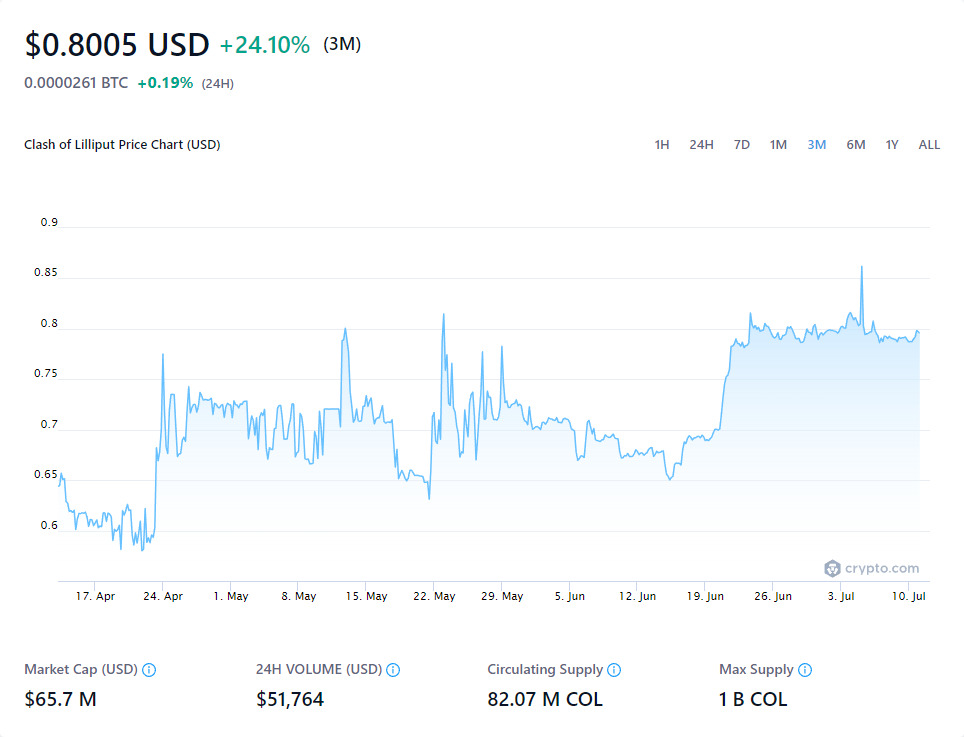 $0.8005 USD +24.10% (3M)
0.0000261 BTC +0.19% (24H)
Clash of Lilliput Price Chart (USD) 1H 24H 7D 1M 3M 6M 1Y ALL
0.9
0.85
0.8
0.75
0.7
0.65
0.6
crypto.com
17. Apr 24. Apr 1. May 8. May 15. May 22. May 29. May 5. Jun 12. Jun 19. Jun 26. Jun 3. Jul 10. Jul
Market Cap (USD) 24H VOLUME (USD) Circulating Supply Max Supply
$65.7 M $51,764 82.07 M COL 1 B COL